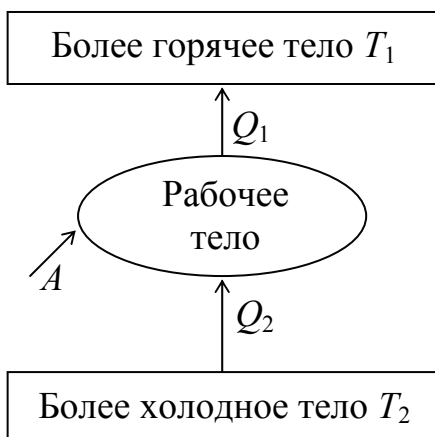 Более горячее тело T₁
Q₁
Рабочее
тело
A
Q₂
Более холодное тело T₂